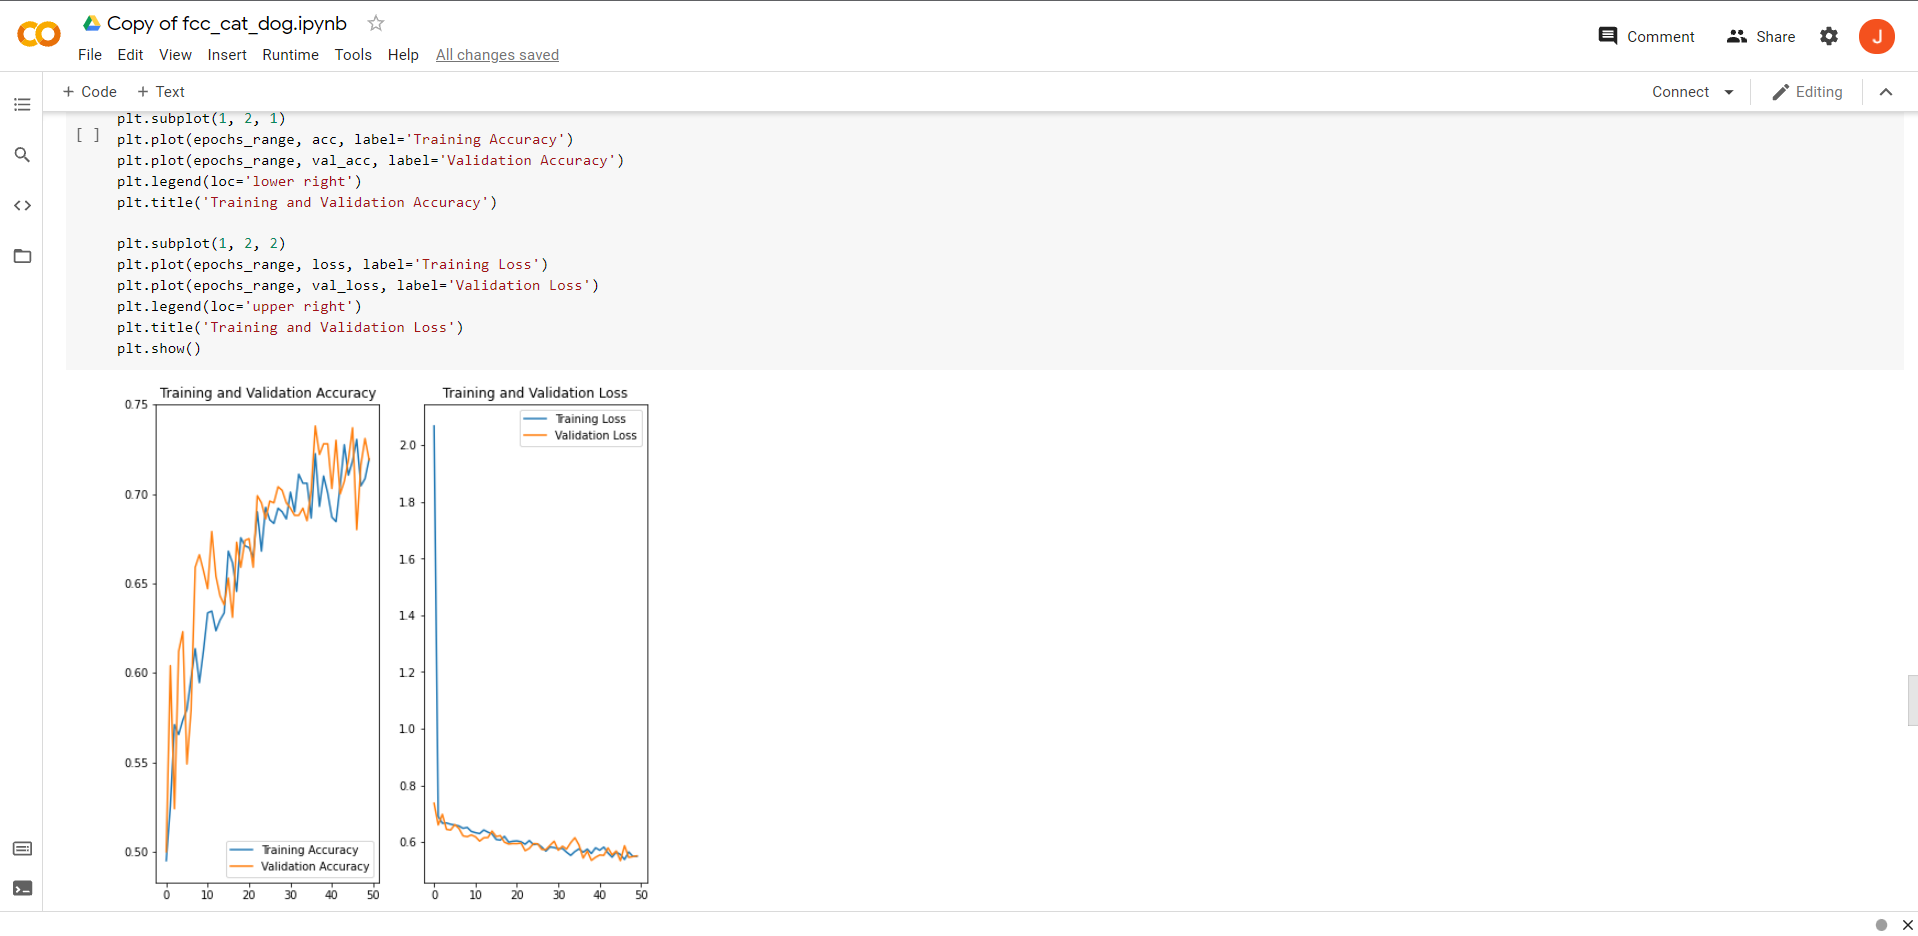 Copy of fcc_cat_dog.ipynb
File Edit View Insert Runtime Tools Help All changes saved
Comment Share J
+ Code + Text
Connect Editing
plt.subplot(1, 2, 1)
[ ] plt.plot(epochs_range, acc, label='Training Accuracy')
plt.plot(epochs_range, val_acc, label='Validation Accuracy')
plt.legend(loc='lower right')
plt.title('Training and Validation Accuracy')
plt.subplot(1, 2, 2)
plt.plot(epochs_range, loss, label='Training Loss')
plt.plot(epochs_range, val_loss, label='Validation Loss')
plt.legend(loc='upper right')
plt.title('Training and Validation Loss')
plt.show()
Training and Validation Accuracy
0.75
0.70
0.65
0.60
0.55
0.50
Training Accuracy
Validation Accuracy
0 10 20 30 40 50
Training and Validation Loss
Training Loss
Validation Loss
2.0
1.8
1.6
1.4
1.2
1.0
0.8
0.6
0 10 20 30 40 50